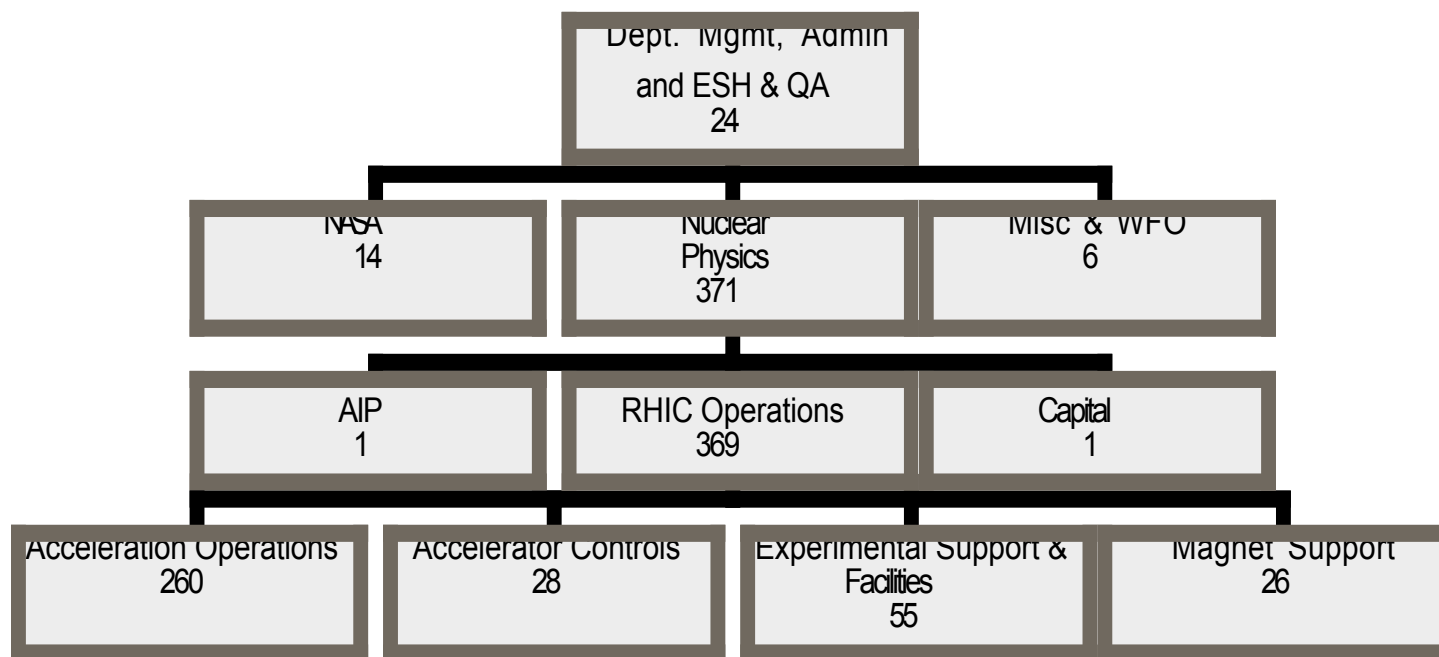 Dept. Mgmt, Admin
and ESH & QA
24
NASA
14
Nuclear
Physics
371
Misc & WFO
6
AIP
1
RHIC Operations
369
Capital
1
Acceleration Operations
260
Accelerator Controls
28
Experimental Support &
Facilities
55
Magnet Support
26